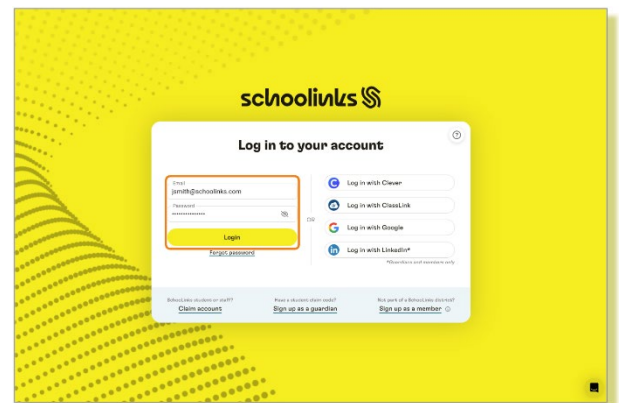 schoolinks
Log in to your account
Email
jsmith@schoolinks.com
Password
Login
Forgot password
OR
Log in with Clever
Log in with ClassLink
Log in with Google
Log in with LinkedIn*
*Guardians and members only
SchooLinks student or staff?
Claim account
Have a student claim code?
Sign up as a guardian
Not part of a SchooLinks district?
Sign up as a member